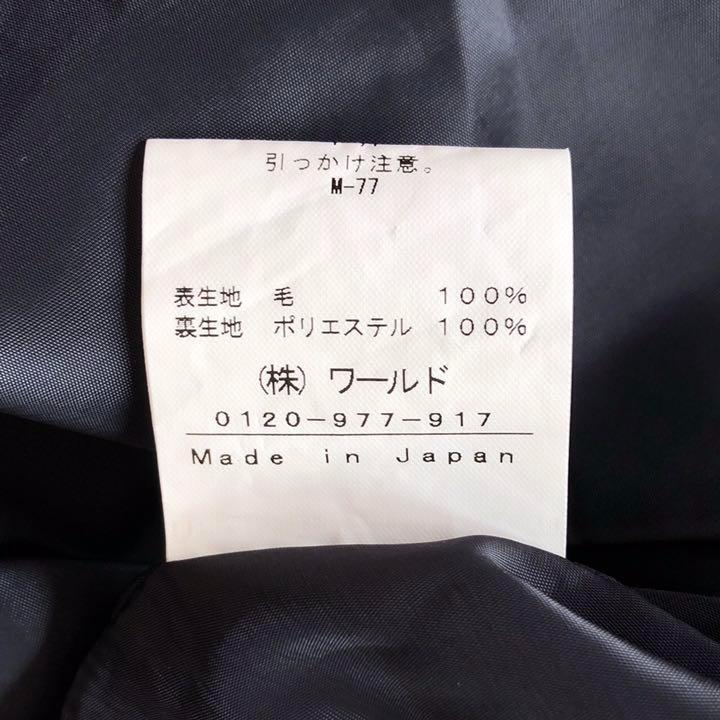 引っかけ注意。
M-77
表生地 毛 100%
裏生地 ポリエステル 100%
(株) ワールド
0120-977-917
Made in Japan